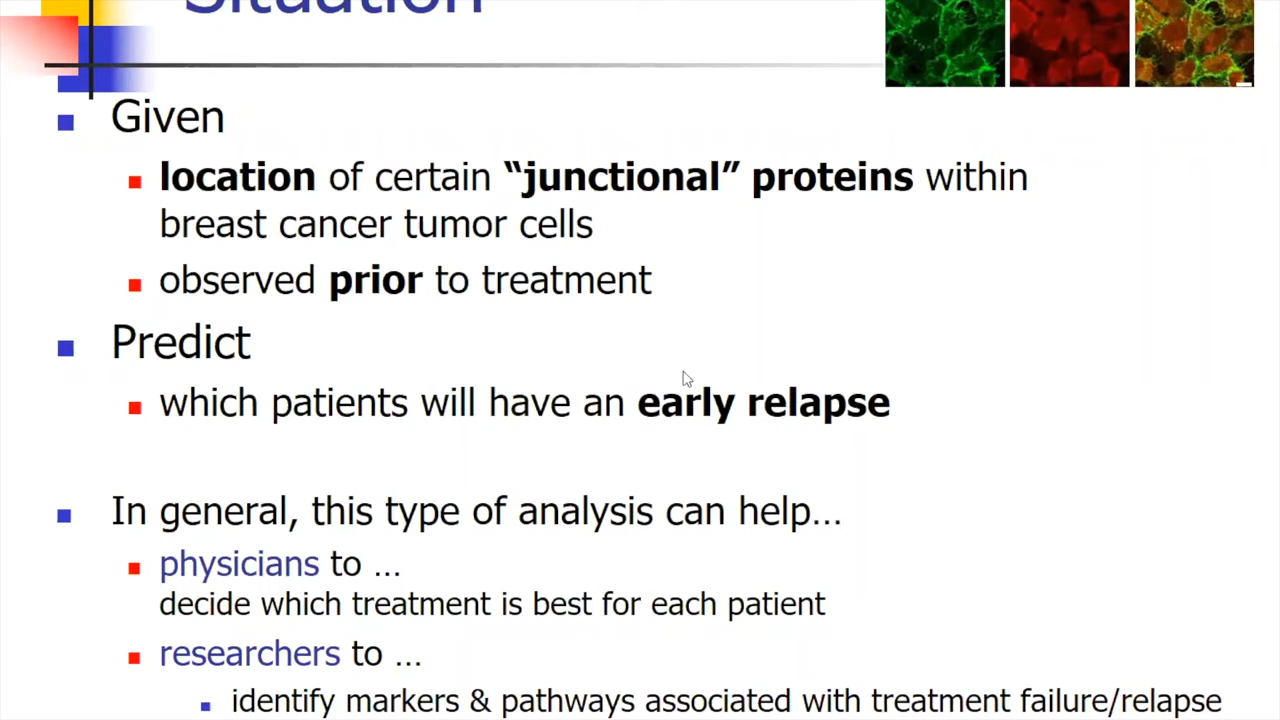 Situation
Given
location of certain “junctional” proteins within
breast cancer tumor cells
observed prior to treatment
Predict
which patients will have an early relapse
In general, this type of analysis can help…
physicians to …
decide which treatment is best for each patient
researchers to …
identify markers & pathways associated with treatment failure/relapse